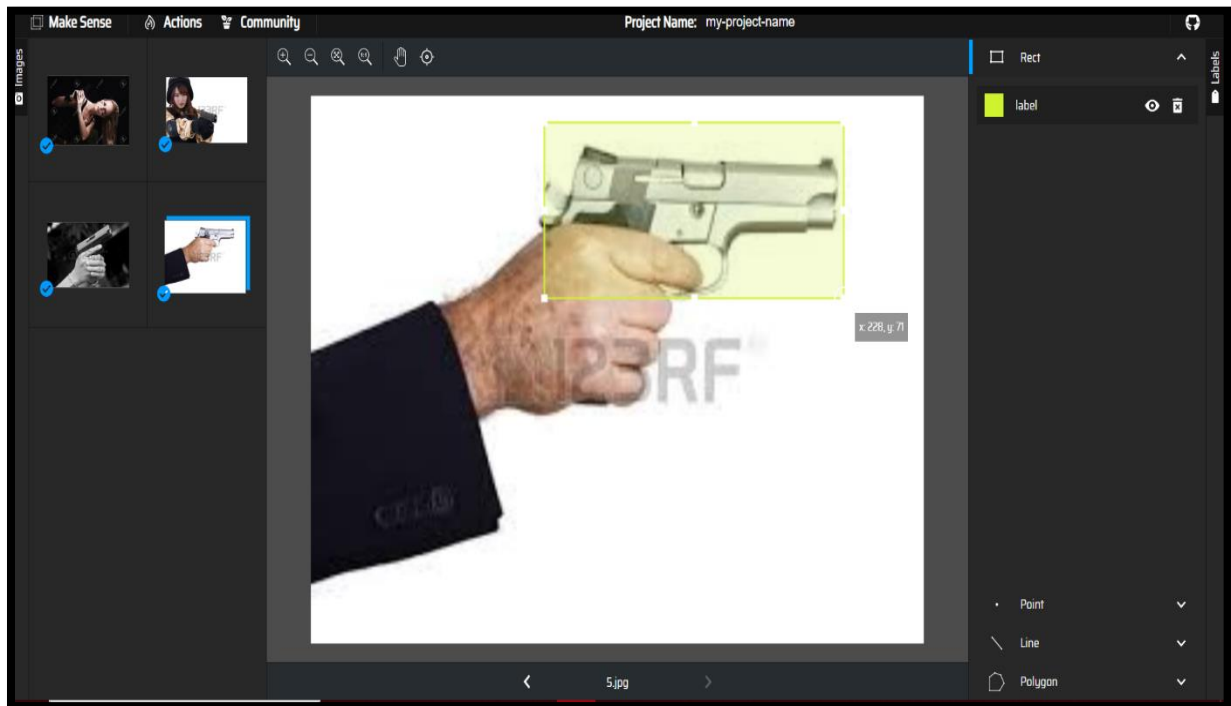 Make Sense Actions Community Project Name: my-project-name
Images
Labels
Rect
label
x: 228, y: 71
123RF
Point
Line
5.jpg
Polygon